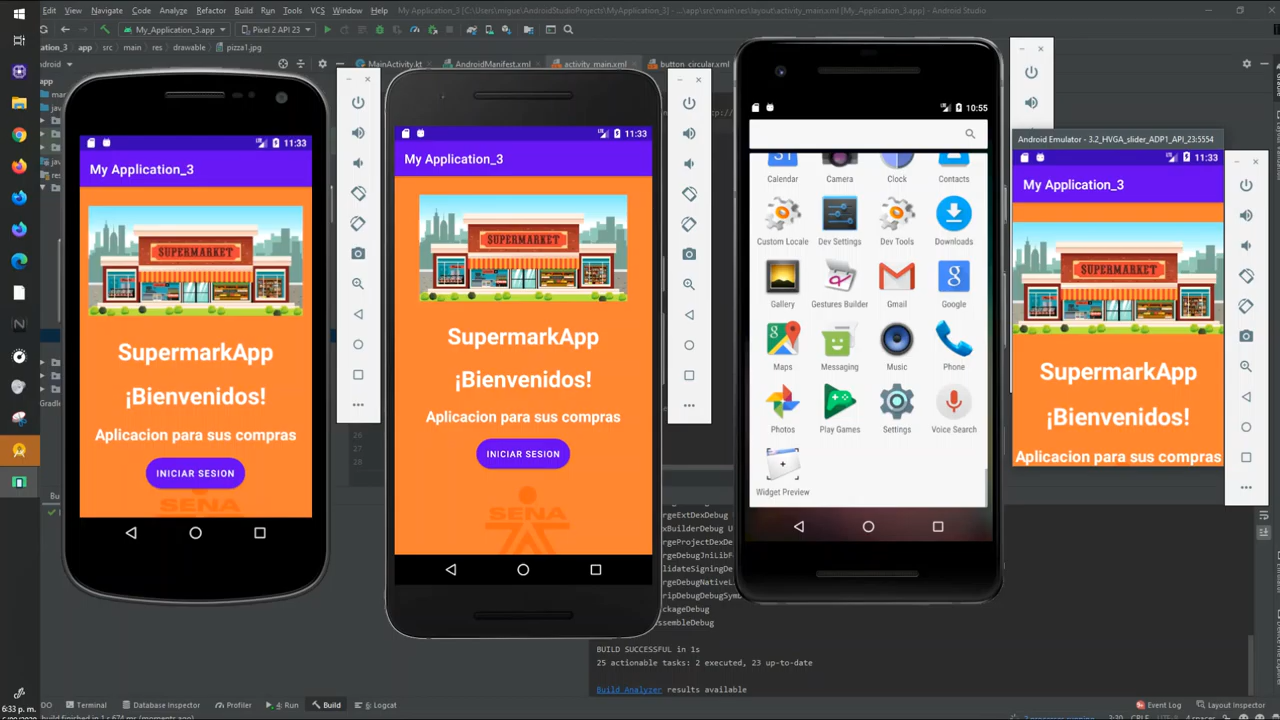 Edit View Navigate Code Analyze Refactor Build Run Tools VCS Window Help
My_Application_3.app Pixel 2 API 23
app src main res drawable pizza1.jpg
MainActivity.kt AndroidManifest.xml activity_main.xml button_circular.xml
11:33
My Application_3
SUPERMARKET
SupermarkApp
¡Bienvenidos!
Aplicacion para sus compras
INICIAR SESION
SENA
11:33
My Application_3
SUPERMARKET
SupermarkApp
¡Bienvenidos!
Aplicacion para sus compras
INICIAR SESION
SENA
10:55
Calendar Camera Clock Contacts
Custom Locale Dev Settings Dev Tools Downloads
Gallery Gestures Builder Gmail Google
Maps Messaging Music Phone
Photos Play Games Settings Voice Search
Widget Preview
Android Emulator - 3.2_HVGA_slider_ADP1_API_23:5554
11:33
My Application_3
SUPERMARKET
SupermarkApp
¡Bienvenidos!
Aplicacion para sus compras
26
27
28
BUILD SUCCESSFUL in 1s
25 actionable tasks: 2 executed, 23 up-to-date
Build Analyzer results available
Terminal Database Inspector Profiler 4: Run Build 6: Logcat Event Log Layout Inspector
6:33 p. m.